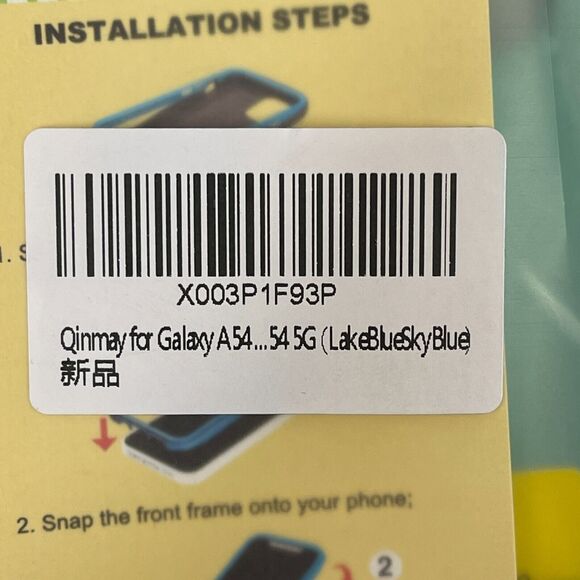 INSTALLATION STEPS
1. S
X003P1F93P
Qinmay for Galaxy A54...54 5G (LakeBlueSkyBlue)
新品
2. Snap the front frame onto your phone;
2